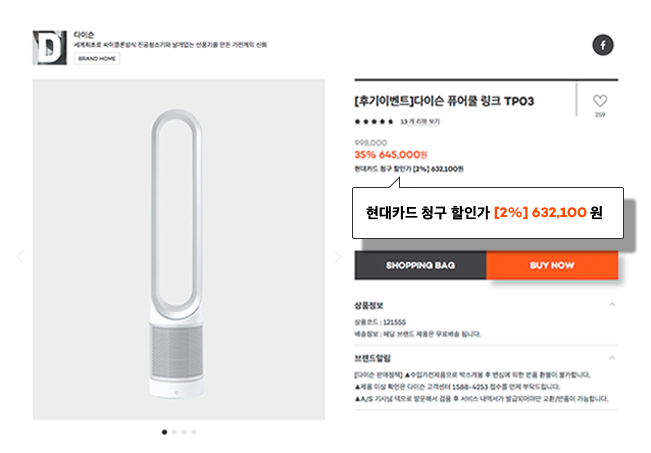 D
다이슨
세계최초로 싸이클론방식 진공청소기와 날개없는 선풍기를 만든 가전계의 신화
BRAND HOME
f
[후기이벤트]다이슨 퓨어쿨 링크 TP03
★★★★★ 13 개 리뷰 보기
259
998,000
35% 645,000원
현대카드 청구 할인가 [2%] 632,100원
현대카드 청구 할인가 [2%] 632,100 원
SHOPPING BAG
BUY NOW
상품정보
상품코드 : 121555
배송정보 : 해당 브랜드 제품은 무료배송 됩니다.
브랜드알림
[다이슨 판매정책] ▲수입가전제품으로 박스개봉 후 변심에 의한 반품 환불이 불가합니다.
▲제품 이상 확인은 다이슨 고객센터 1588-4253 접수를 먼저 부탁드립니다.
▲A/S 기사님 댁으로 방문해서 검품 후 서비스 내역서가 발급되어야만 교환/반품이 가능합니다.